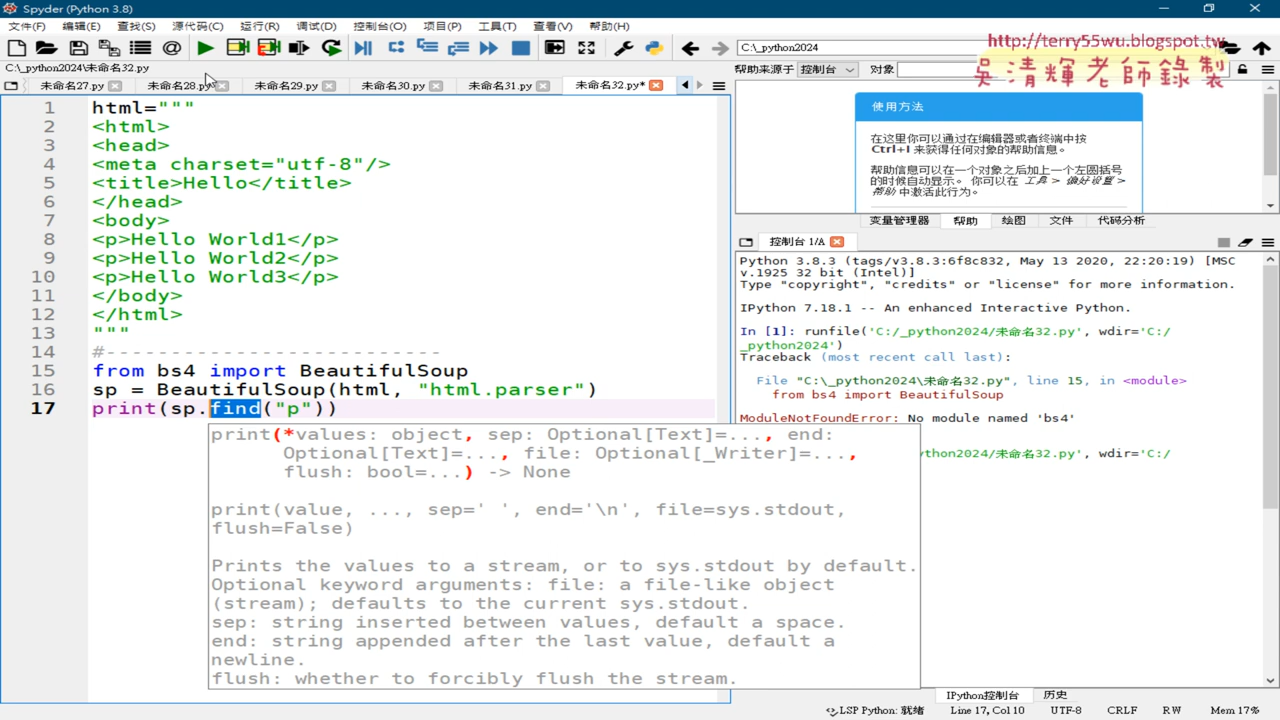 Spyder (Python 3.8)
文件(F) 编辑(E) 查找(S) 源代码(C) 运行(R) 调试(D) 控制台(O) 项目(P) 工具(T) 查看(V) 帮助(H)
C:\_python2024
http://terry55wu.blogspot.tw
吳清輝老師錄製
C:\_python2024\未命名32.py
帮助来源于 控制台 对象
未命名27.py 未命名28.py 未命名29.py 未命名30.py 未命名31.py 未命名32.py*
1 html="""
2 <html>
3 <head>
4 <meta charset="utf-8"/>
5 <title>Hello</title>
6 </head>
7 <body>
8 <p>Hello World1</p>
9 <p>Hello World2</p>
10 <p>Hello World3</p>
11 </body>
12 </html>
13 """
14 #--------------------------
15 from bs4 import BeautifulSoup
16 sp = BeautifulSoup(html, "html.parser")
17 print(sp.find("p"))
print(*values: object, sep: Optional[Text]=..., end:
Optional[Text]=..., file: Optional[_Writer]=...,
flush: bool=...) -> None
print(value, ..., sep=' ', end='\n', file=sys.stdout,
flush=False)
Prints the values to a stream, or to sys.stdout by default.
Optional keyword arguments: file: a file-like object
(stream); defaults to the current sys.stdout.
sep: string inserted between values, default a space.
end: string appended after the last value, default a
newline.
flush: whether to forcibly flush the stream.
使用方法
在这里你可以通过在编辑器或者终端中按
Ctrl+I 来获得任何对象的帮助信息。
帮助信息可以在一个对象之后加上一个左圆括号
的时候自动显示。 你可以在 工具 > 偏好设置 >
帮助 中激活此行为。
变量管理器 帮助 绘图 文件 代码分析
控制台 1/A
Python 3.8.3 (tags/v3.8.3:6f8c832, May 13 2020, 22:20:19) [MSC
v.1925 32 bit (Intel)]
Type "copyright", "credits" or "license" for more information.
IPython 7.18.1 -- An enhanced Interactive Python.
In [1]: runfile('C:/_python2024/未命名32.py', wdir='C:/
_python2024')
Traceback (most recent call last):
File "C:\_python2024\未命名32.py", line 15, in <module>
from bs4 import BeautifulSoup
ModuleNotFoundError: No module named 'bs4'
ython2024/未命名32.py', wdir='C:/
IPython控制台 历史
LSP Python: 就绪 Line 17, Col 10 UTF-8 CRLF RW Mem 17%